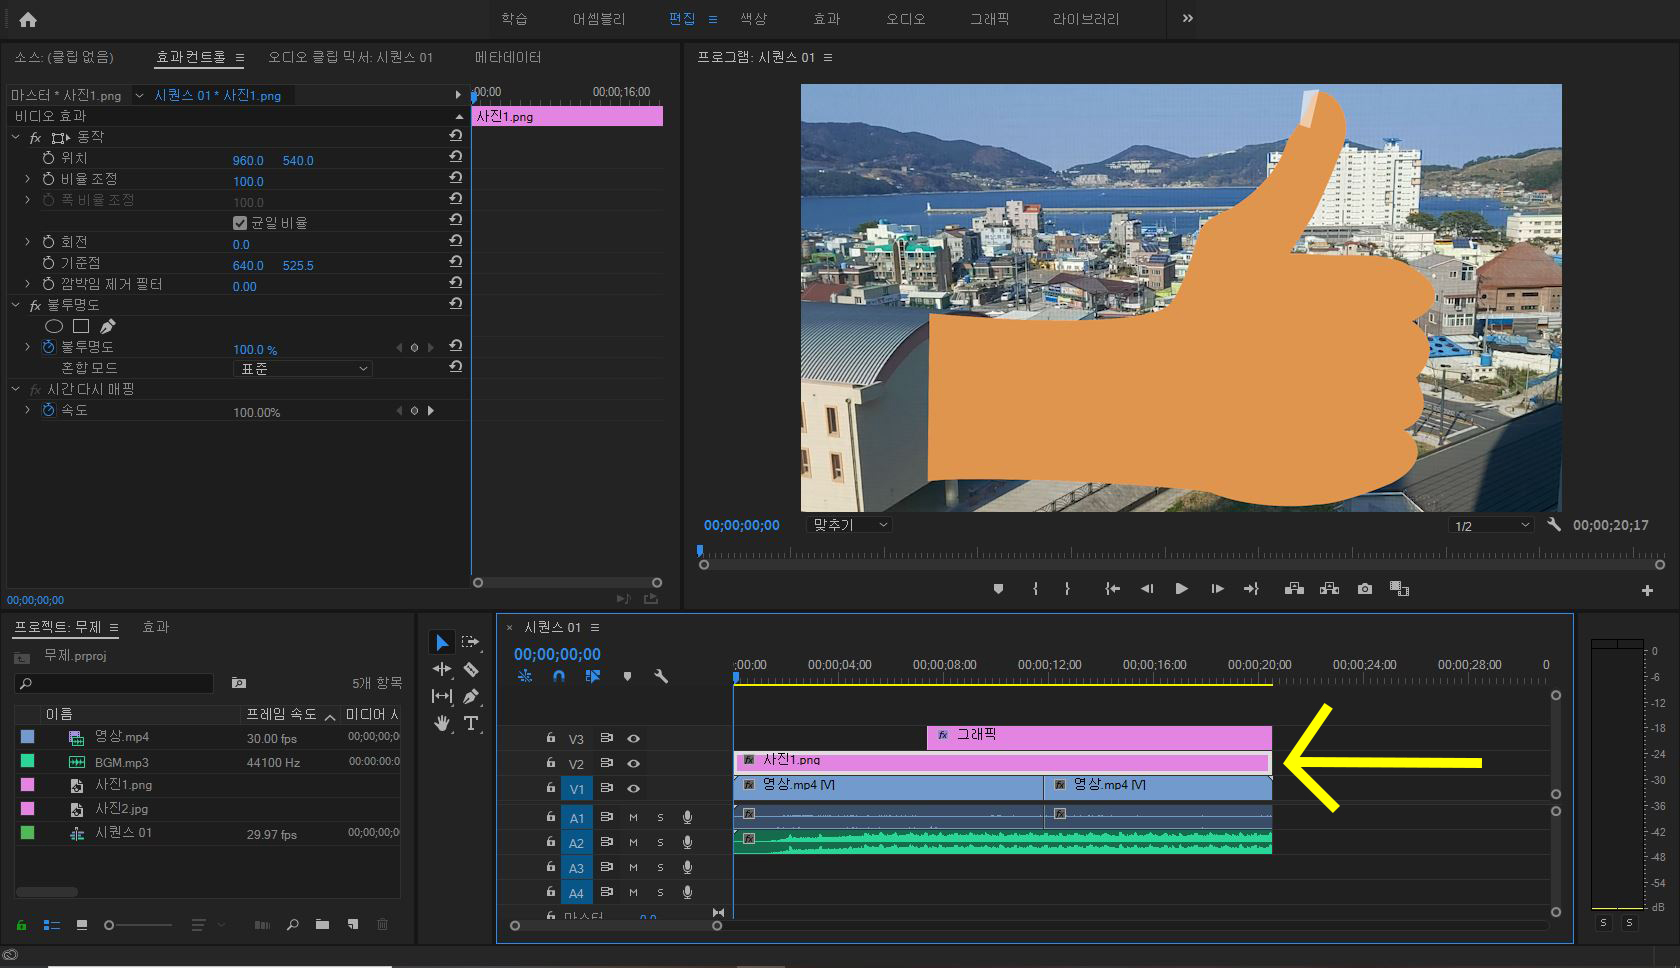 학습 어셈블리 편집 색상 효과 오디오 그래픽 라이브러리
소스: (클립 없음) 효과 컨트롤 오디오 클립 믹서: 시퀀스 01 메타데이터
마스터 * 사진1.png 시퀀스 01 * 사진1.png
:00;00 00;00;16;00
비디오 효과
사진1.png
fx 동작
위치 960.0 540.0
비율 조정 100.0
폭 비율 조정 100.0
균일 비율
회전 0.0
기준점 640.0 525.5
깜박임 제거 필터 0.00
fx 불투명도
불투명도 100.0 %
혼합 모드 표준
fx 시간 다시 매핑
속도 100.00%
00;00;00;00
프로그램: 시퀀스 01
00;00;00;00 맞추기 1/2 00;00;20;17
프로젝트: 무제 효과
무제.prproj
5개 항목
이름 프레임 속도 미디어 시
영상.mp4 30.00 fps 00;00;00;0
BGM.mp3 44100 Hz 00:00:00:0
사진1.png
사진2.jpg
시퀀스 01 29.97 fps 00;00;00;0
× 시퀀스 01
00;00;00;00
;00;00 00;00;04;00 00;00;08;00 00;00;12;00 00;00;16;00 00;00;20;00 00;00;24;00 00;00;28;00 0
V3 fx 그래픽
V2 fx 사진1.png
V1 fx 영상.mp4 [V] fx 영상.mp4 [V]
A1 M S fx fx
A2 M S fx
A3 M S
A4 M S
마스터 0.0
0
-6
-12
-18
-24
-30
-36
-42
-48
-54
dB
S S